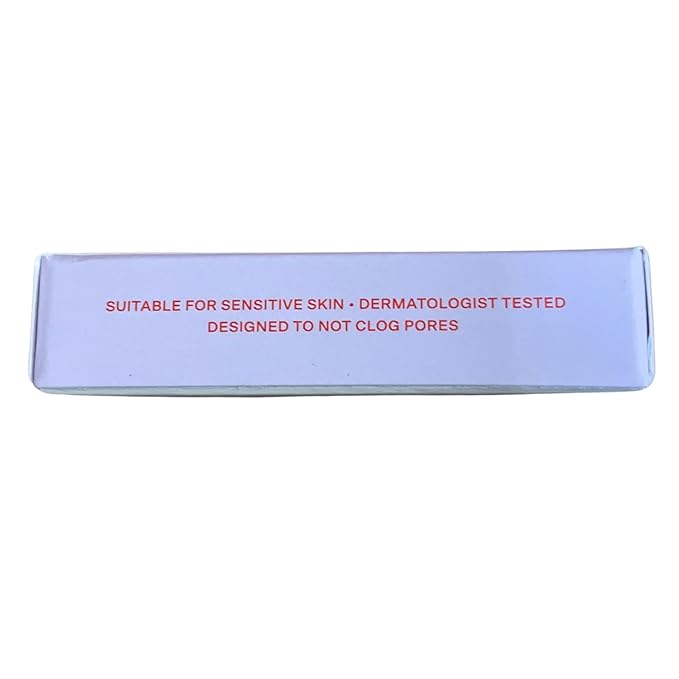 SUITABLE FOR SENSITIVE SKIN • DERMATOLOGIST TESTED
DESIGNED TO NOT CLOG PORES